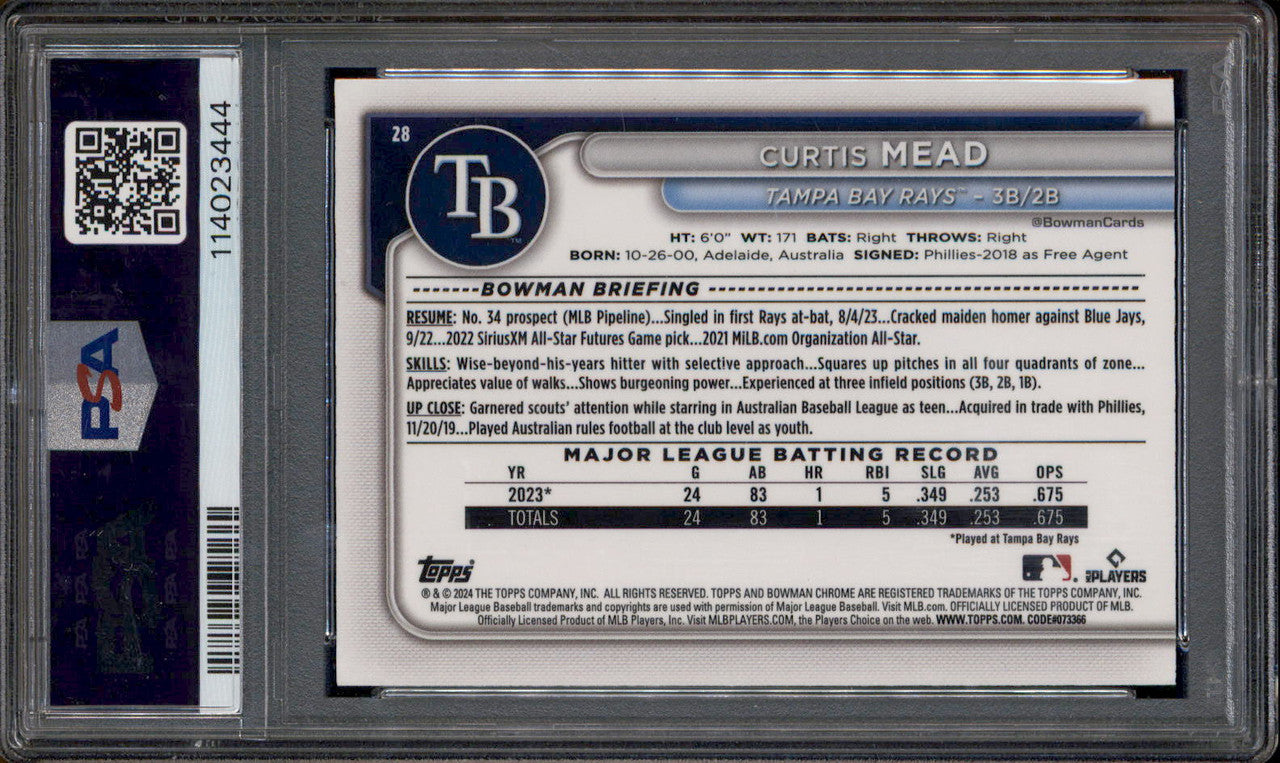 114023444
PSA
28
TB
CURTIS MEAD
TAMPA BAY RAYS™ - 3B/2B
@BowmanCards
HT: 6'0" WT: 171 BATS: Right THROWS: Right
BORN: 10-26-00, Adelaide, Australia SIGNED: Phillies-2018 as Free Agent
BOWMAN BRIEFING
RESUME: No. 34 prospect (MLB Pipeline)...Singled in first Rays at-bat, 8/4/23...Cracked maiden homer against Blue Jays,
9/22...2022 SiriusXM All-Star Futures Game pick...2021 MiLB.com Organization All-Star.
SKILLS: Wise-beyond-his-years hitter with selective approach...Squares up pitches in all four quadrants of zone...
Appreciates value of walks...Shows burgeoning power...Experienced at three infield positions (3B, 2B, 1B).
UP CLOSE: Garnered scouts' attention while starring in Australian Baseball League as teen...Acquired in trade with Phillies,
11/20/19...Played Australian rules football at the club level as youth.
MAJOR LEAGUE BATTING RECORD
YR G AB HR RBI SLG AVG OPS
2023* 24 83 1 5 .349 .253 .675
TOTALS 24 83 1 5 .349 .253 .675
*Played at Tampa Bay Rays
Topps
MLB PLAYERS
® & © 2024 THE TOPPS COMPANY, INC. ALL RIGHTS RESERVED. TOPPS AND BOWMAN CHROME ARE REGISTERED TRADEMARKS OF THE TOPPS COMPANY, INC.
Major League Baseball trademarks and copyrights are used with permission of Major League Baseball. Visit MLB.com. OFFICIALLY LICENSED PRODUCT OF MLB.
Officially Licensed Product of MLB Players, Inc. Visit MLBPLAYERS.COM, the Players Choice on the web. WWW.TOPPS.COM. CODE#073366